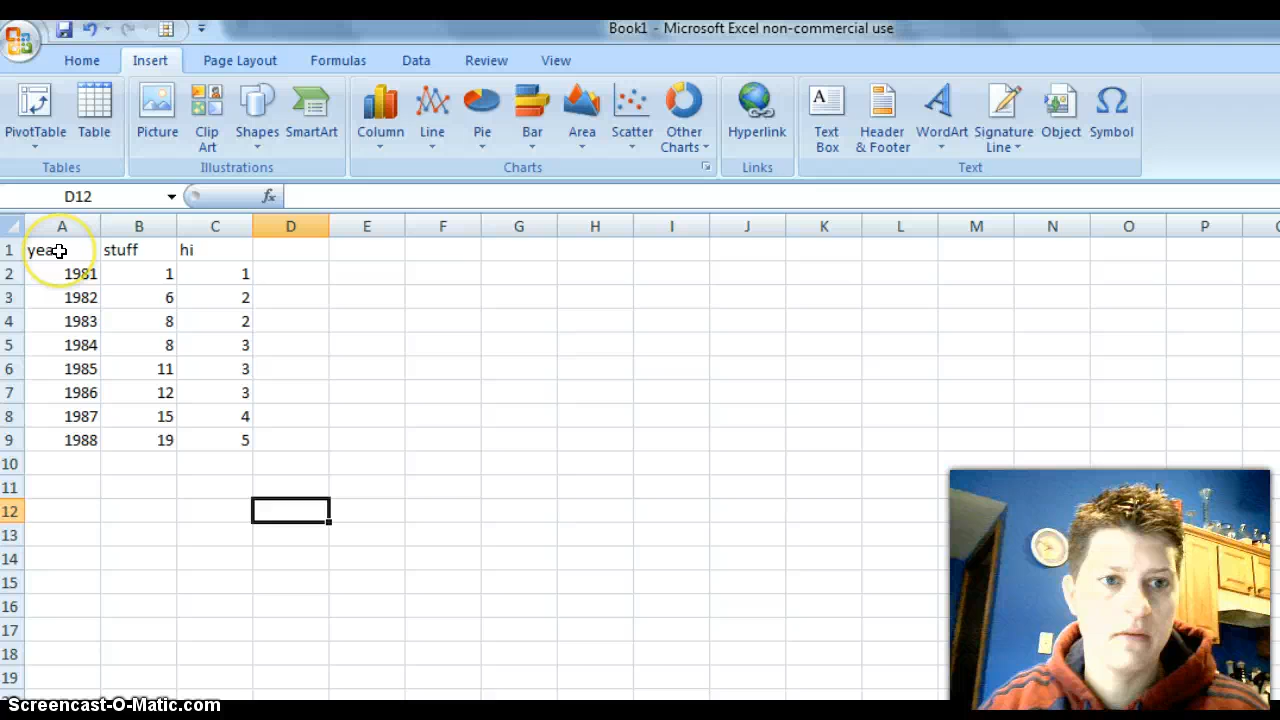 Book1 - Microsoft Excel non-commercial use
Home Insert Page Layout Formulas Data Review View
PivotTable Table Picture Clip Art Shapes SmartArt Column Line Pie Bar Area Scatter Other Charts Hyperlink Text Box Header & Footer WordArt Signature Line Object Symbol
Tables Illustrations Charts Links Text
D12 fx
A B C D E F G H I J K L M N O P
1 yea stuff hi
2 1981 1 1
3 1982 6 2
4 1983 8 2
5 1984 8 3
6 1985 11 3
7 1986 12 3
8 1987 15 4
9 1988 19 5
10
11
12
13
14
15
16
17
18
19
Screencast-O-Matic.com